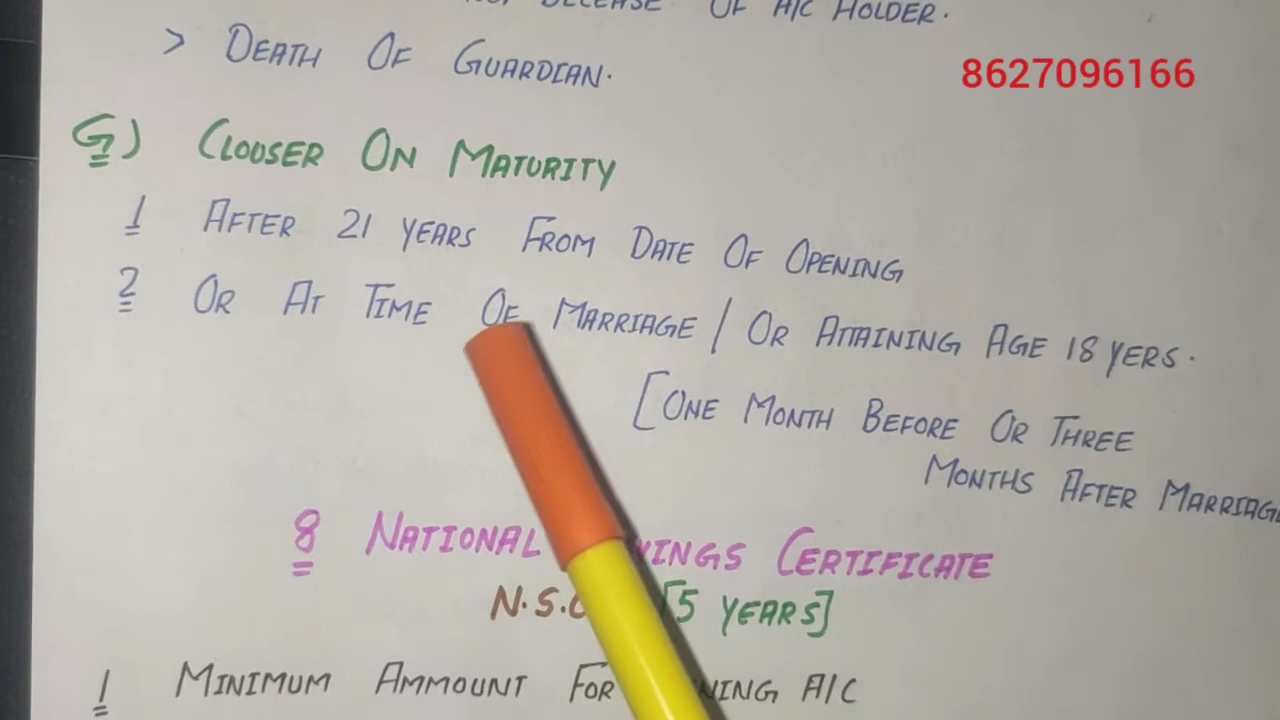 DECEASE OF A/C HOLDER.
> DEATH OF GUARDIAN.
8627096166
G) CLOUSER ON MATURITY
1 AFTER 21 YEARS FROM DATE OF OPENING
2 OR AT TIME OF MARRIAGE / OR ATTAINING AGE 18 YERS.
[ONE MONTH BEFORE OR THREE
MONTHS AFTER MARRIAGE
8 NATIONAL CERTIFICATE
N.S.C [5 YEARS]
1 MINIMUM AMMOUNT FOR A/C